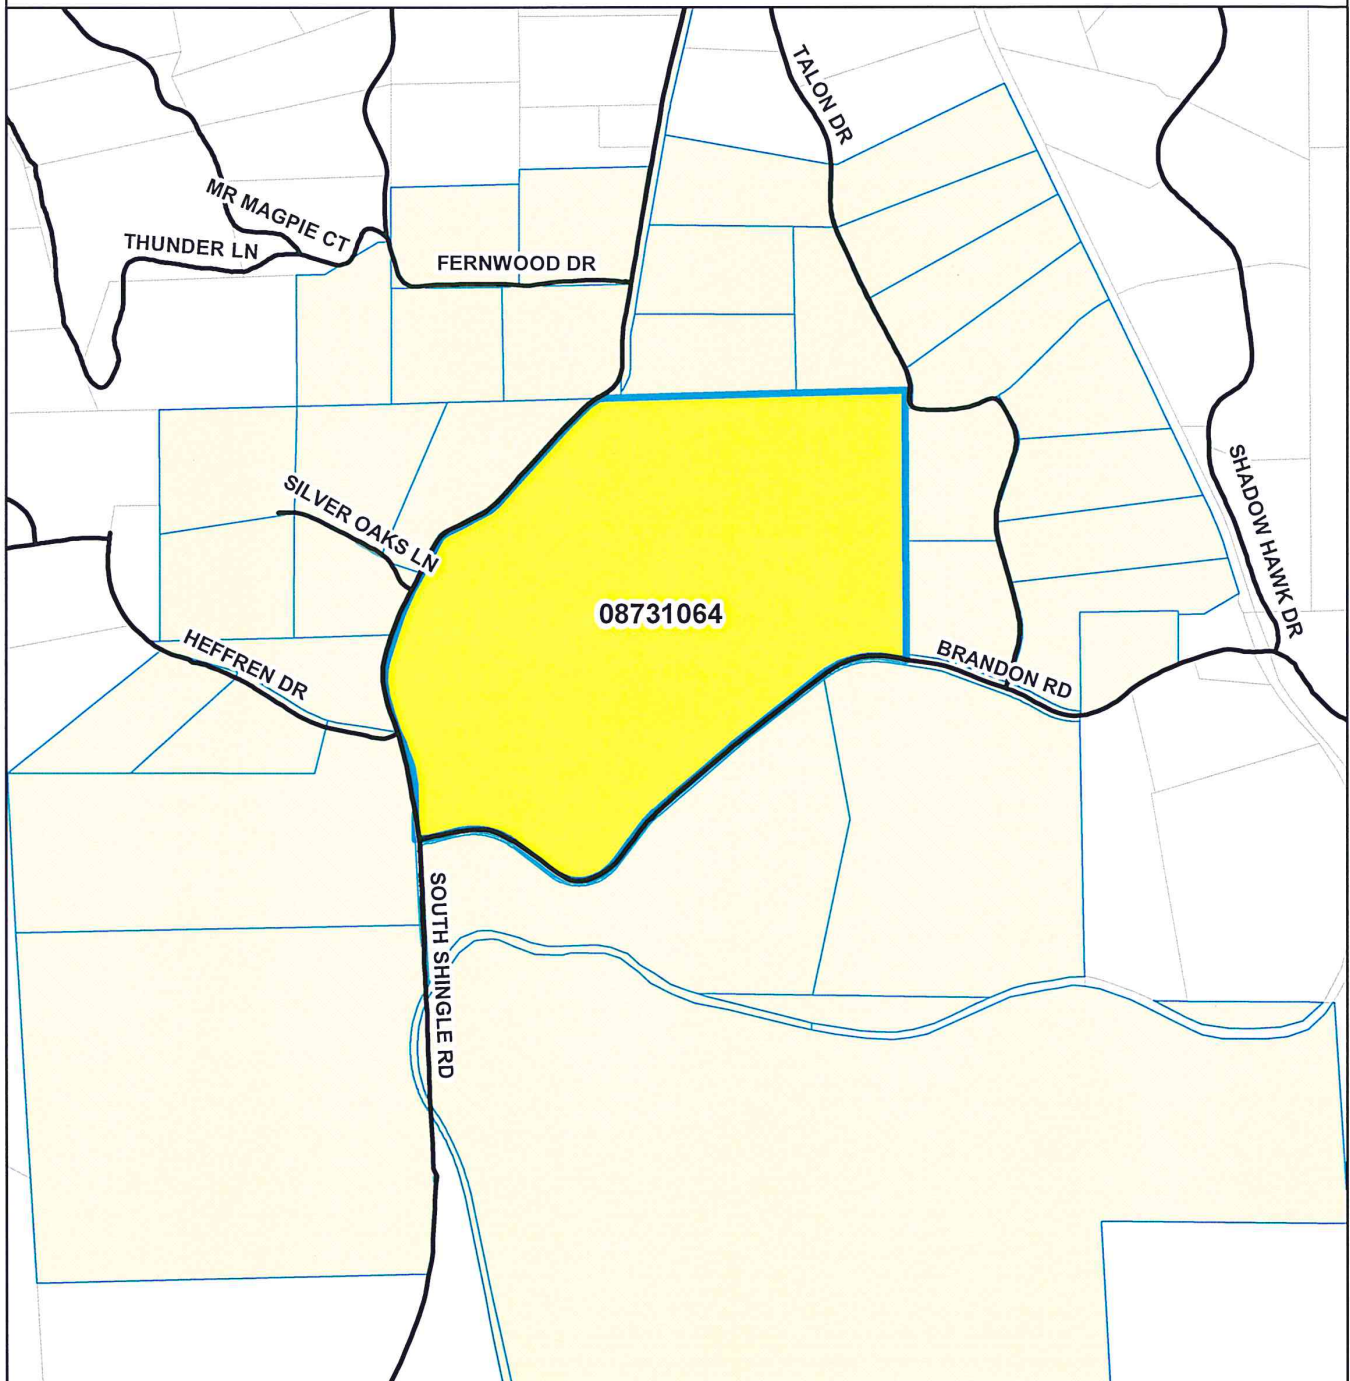 TALON DR
MR MAGPIE CT
THUNDER LN
FERNWOOD DR
SILVER OAKS LN
SHADOW HAWK DR
08731064
HEFFREN DR
BRANDON RD
SOUTH SHINGLE RD